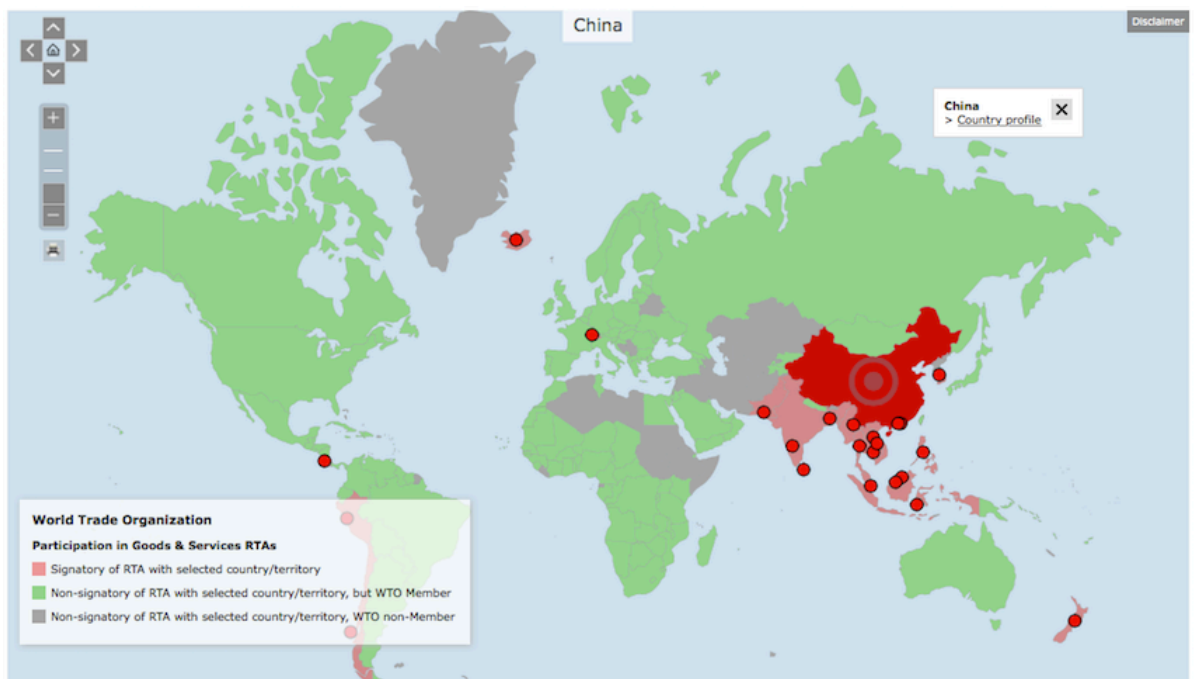 China
Disclaimer
China
> Country profile
World Trade Organization
Participation in Goods & Services RTAs
Signatory of RTA with selected country/territory
Non-signatory of RTA with selected country/territory, but WTO Member
Non-signatory of RTA with selected country/territory, WTO non-Member